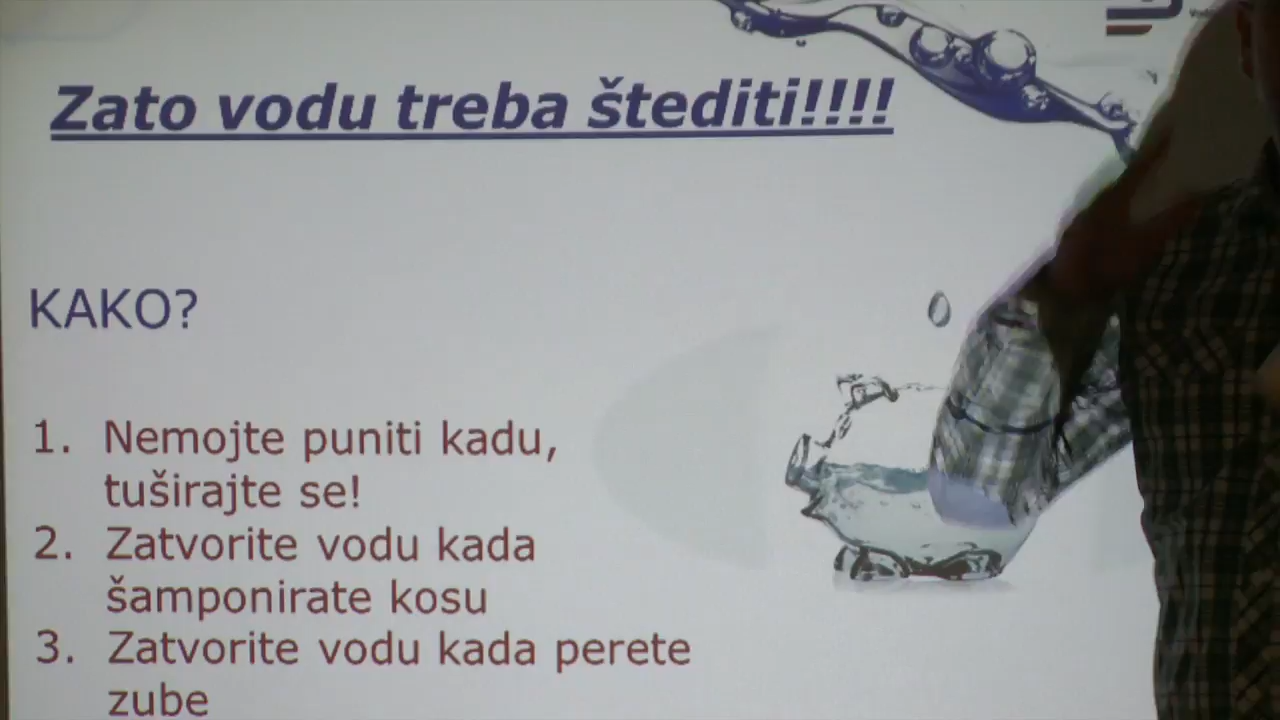 Zato vodu treba štediti!!!!
KAKO?
1. Nemojte puniti kadu,
tuširajte se!
2. Zatvorite vodu kada
šamponirate kosu
3. Zatvorite vodu kada perete
zube